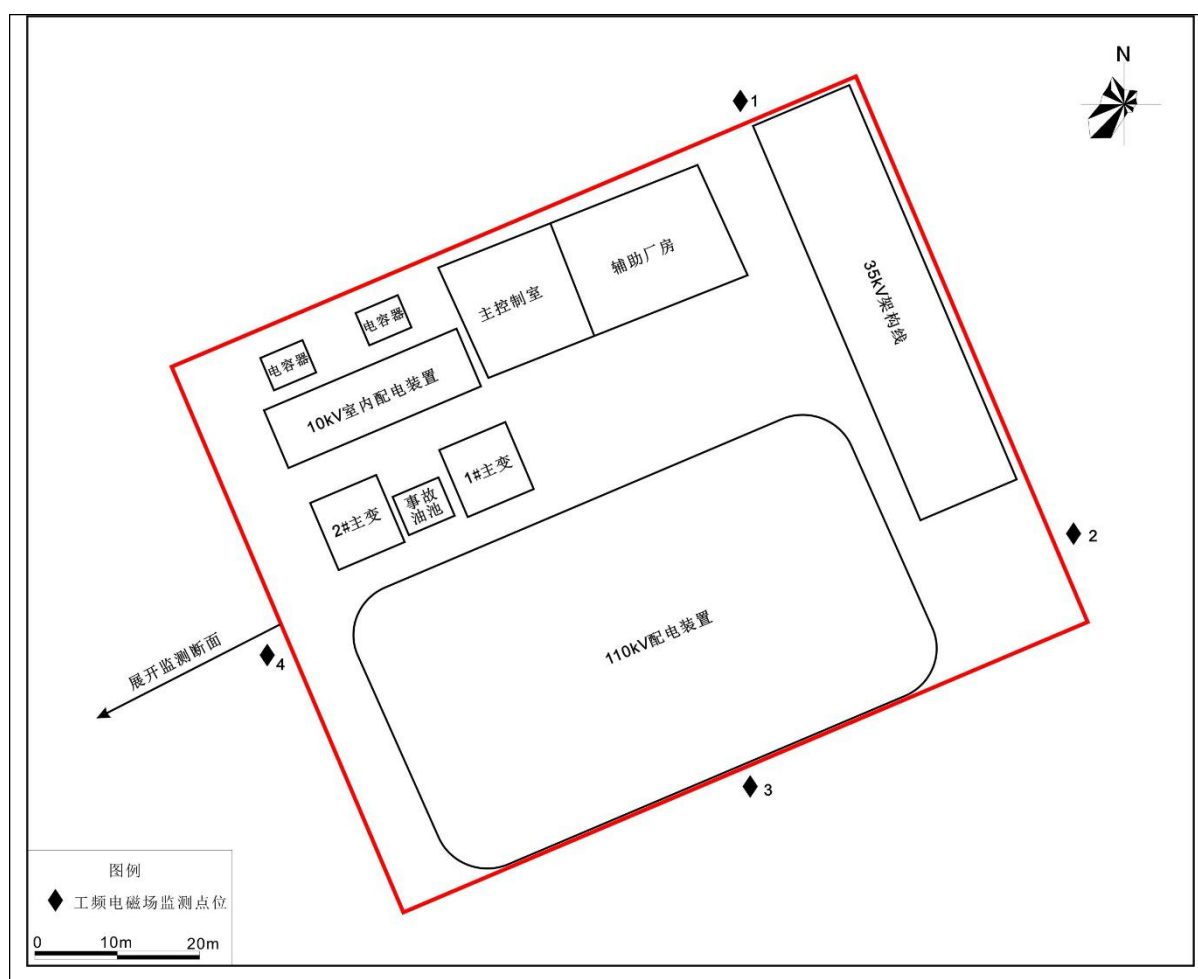 N
1
辅助厂房
主控制室
35kV架构线
电容器
电容器
10kV室内配电装置
1#主变
事故
油池
2#主变
2
110kV配电装置
展开监测断面
4
3
图例
工频电磁场监测点位
0 10m 20m